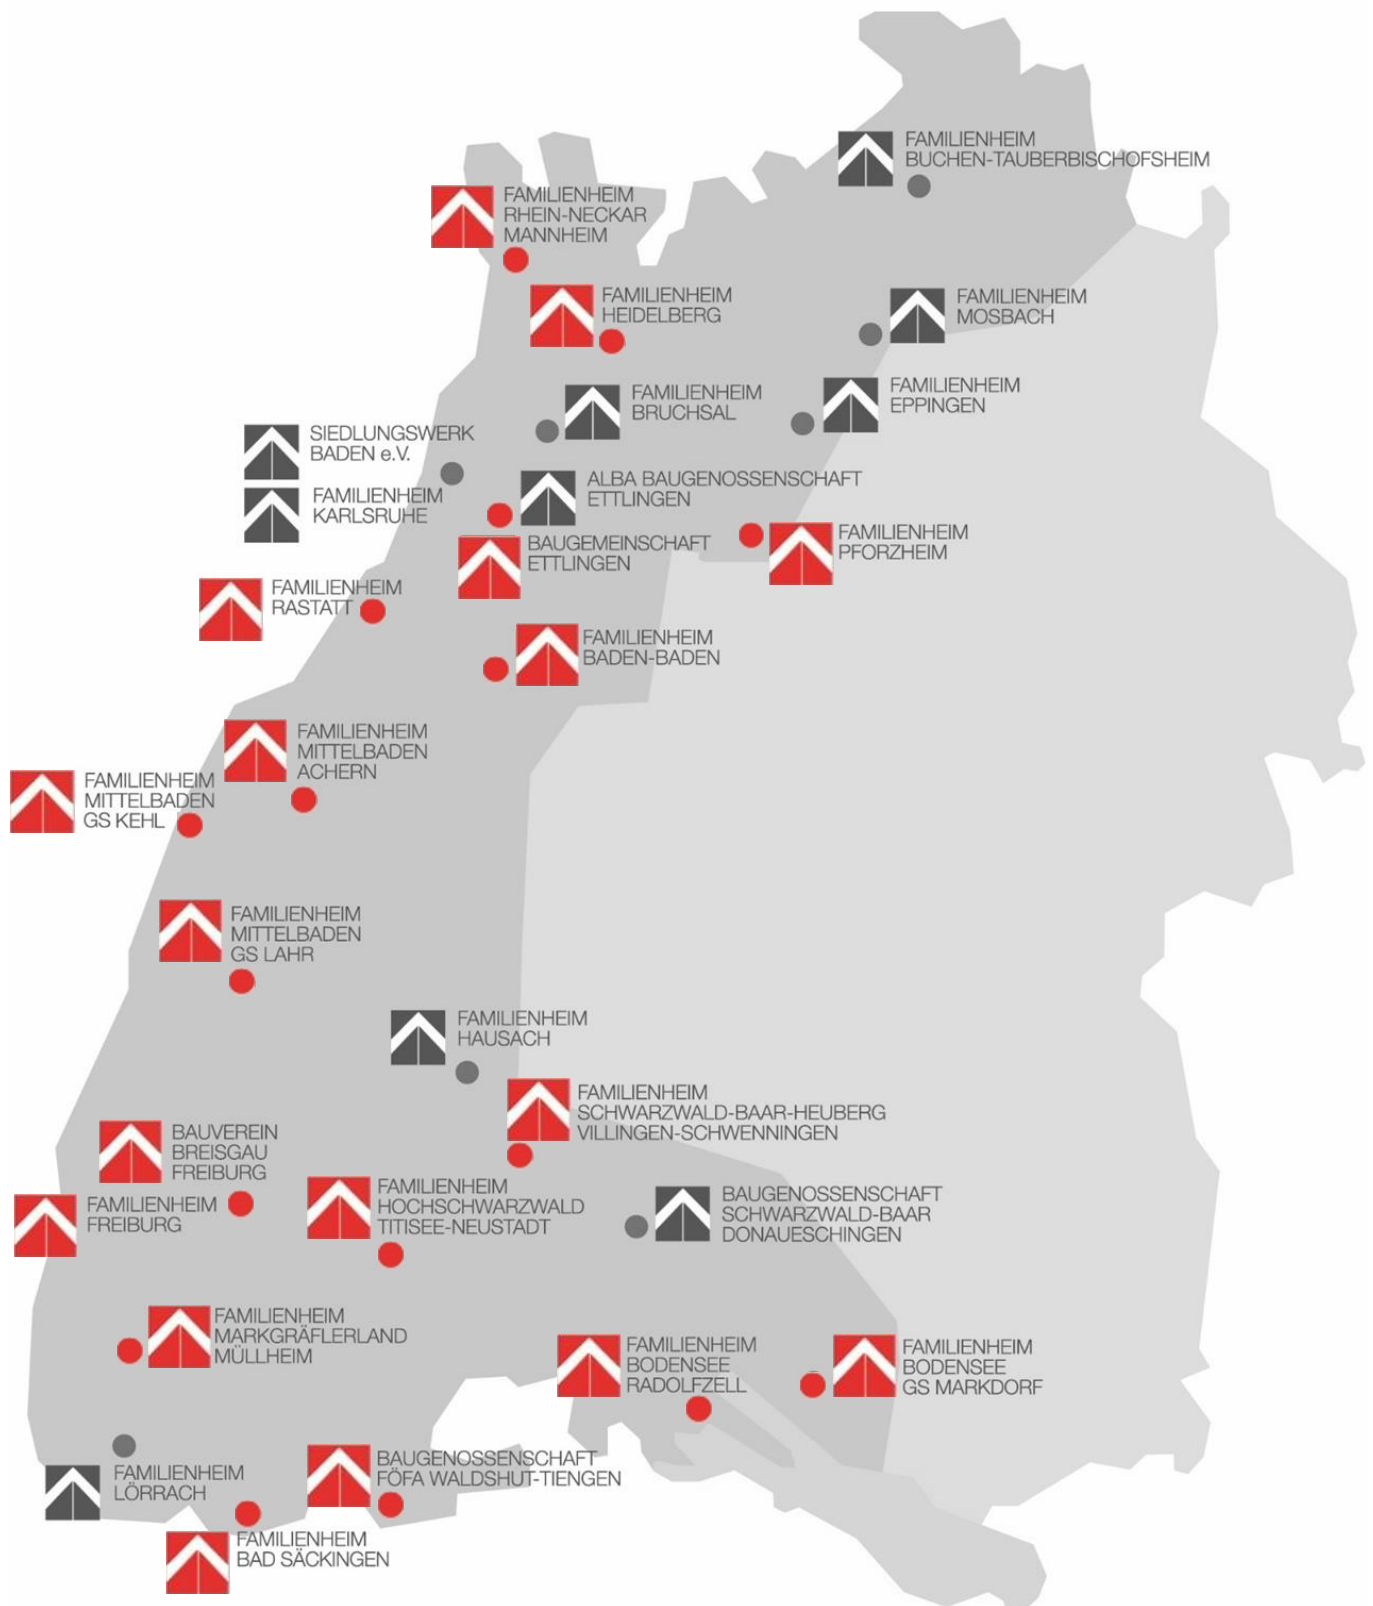 FAMILIENHEIM
BUCHEN-TAUBERBISCHOFSHEIM
FAMILIENHEIM
RHEIN-NECKAR
MANNHEIM
FAMILIENHEIM
HEIDELBERG
FAMILIENHEIM
MOSBACH
FAMILIENHEIM
BRUCHSAL
FAMILIENHEIM
EPPINGEN
SIEDLUNGSWERK
BADEN e.V.
FAMILIENHEIM
KARLSRUHE
ALBA BAUGENOSSENSCHAFT
ETTLINGEN
BAUGEMEINSCHAFT
ETTLINGEN
FAMILIENHEIM
PFORZHEIM
FAMILIENHEIM
RASTATT
FAMILIENHEIM
BADEN-BADEN
FAMILIENHEIM
MITTELBADEN
ACHERN
FAMILIENHEIM
MITTELBADEN
GS KEHL
FAMILIENHEIM
MITTELBADEN
GS LAHR
FAMILIENHEIM
HAUSACH
FAMILIENHEIM
SCHWARZWALD-BAAR-HEUBERG
VILLINGEN-SCHWENNINGEN
BAUVEREIN
BREISGAU
FREIBURG
FAMILIENHEIM
FREIBURG
FAMILIENHEIM
HOCHSCHWARZWALD
TITISEE-NEUSTADT
BAUGENOSSENSCHAFT
SCHWARZWALD-BAAR
DONAUESCHINGEN
FAMILIENHEIM
MARKGRÄFLERLAND
MÜLLHEIM
FAMILIENHEIM
BODENSEE
RADOLFZELL
FAMILIENHEIM
BODENSEE
GS MARKDORF
FAMILIENHEIM
LÖRRACH
BAUGENOSSENSCHAFT
FÖFA WALDSHUT-TIENGEN
FAMILIENHEIM
BAD SÄCKINGEN